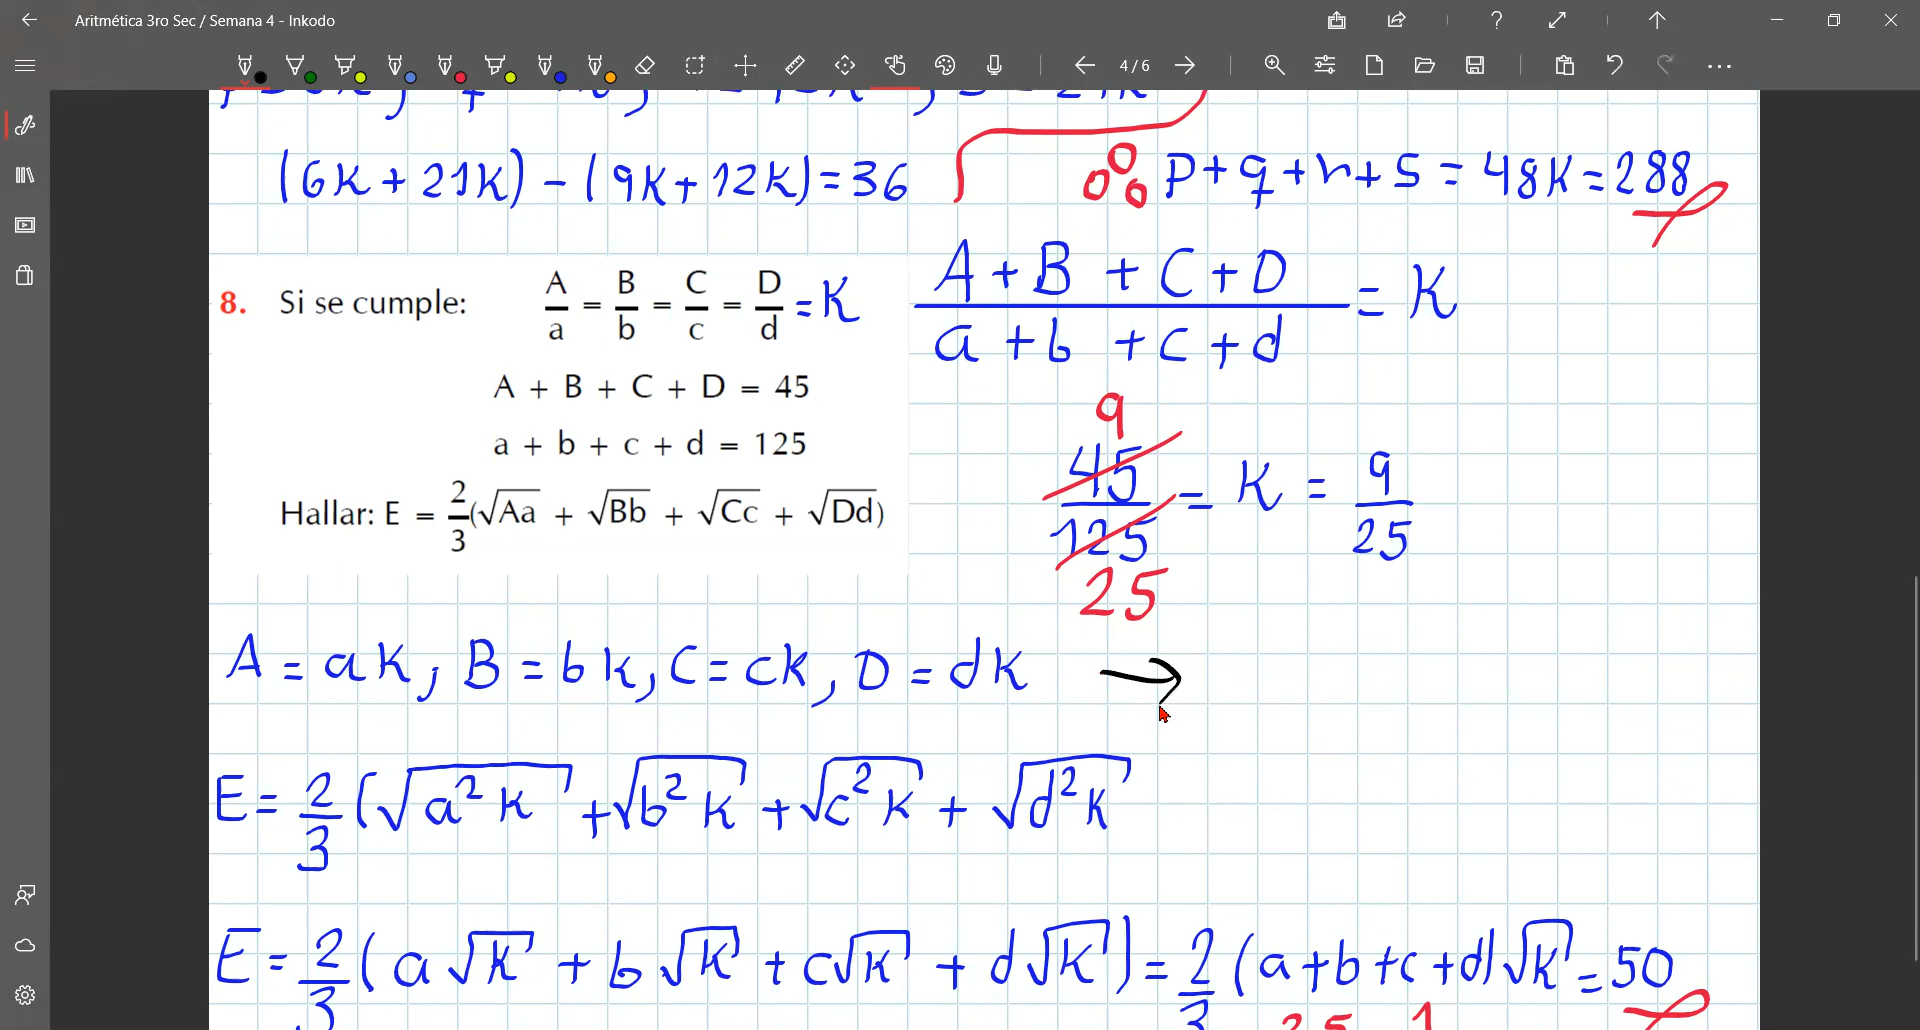 Aritmética 3ro Sec / Semana 4 - Inkodo
4 / 6
(6k + 21k) - (9k + 12k) = 36
p + q + r + s = 48k = 288
8. Si se cumple: A/a = B/b = C/c = D/d = K
A + B + C + D / a + b + c + d = K
A + B + C + D = 45
a + b + c + d = 125
9
45/125 = K = 9/25
25
Hallar: E = 2/3(√Aa + √Bb + √Cc + √Dd)
A = ak; B = bk, C = ck, D = dk →
E = 2/3 (√a²k + √b²k + √c²k + √d²k
E = 2/3 (a√k + b√k + c√k + d√k) = 2/3 (a + b + c + d)√k = 50